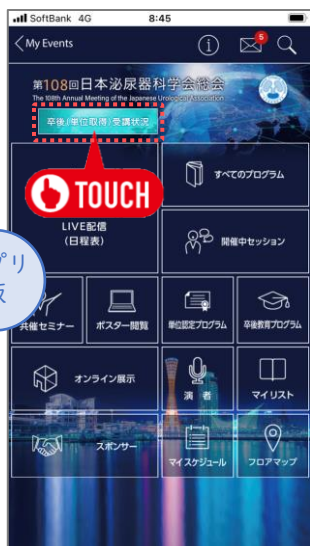 SoftBank 4G 8:45
My Events
5
第108回日本泌尿器科学会総会
The 108th Annual Meeting of the Japanese Urological Association
卒後(単位取得)受講状況
TOUCH
すべてのプログラム
LIVE配信
(日程表)
開催中セッション
プリ
版
共催セミナー
ポスター閲覧
単位認定プログラム
卒後教育プログラム
オンライン展示
演者
マイリスト
スポンサー
マイスケジュール
フロアマップ